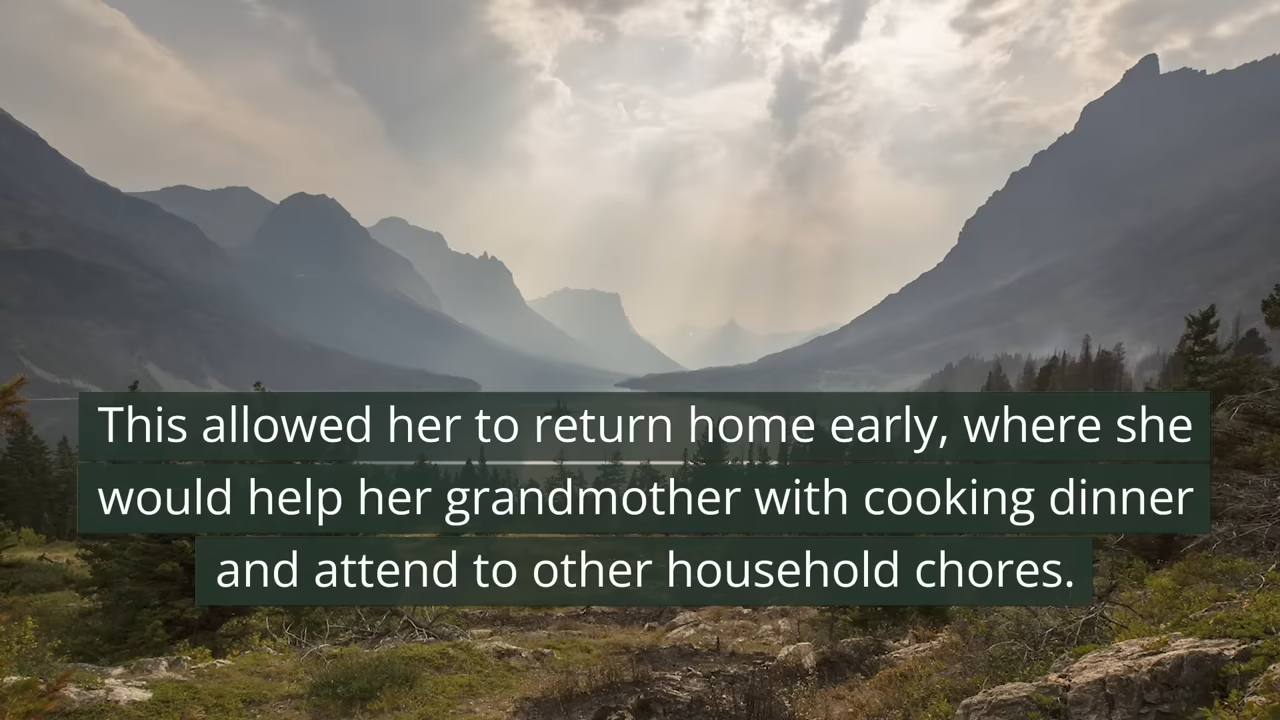 This allowed her to return home early, where she
would help her grandmother with cooking dinner
and attend to other household chores.